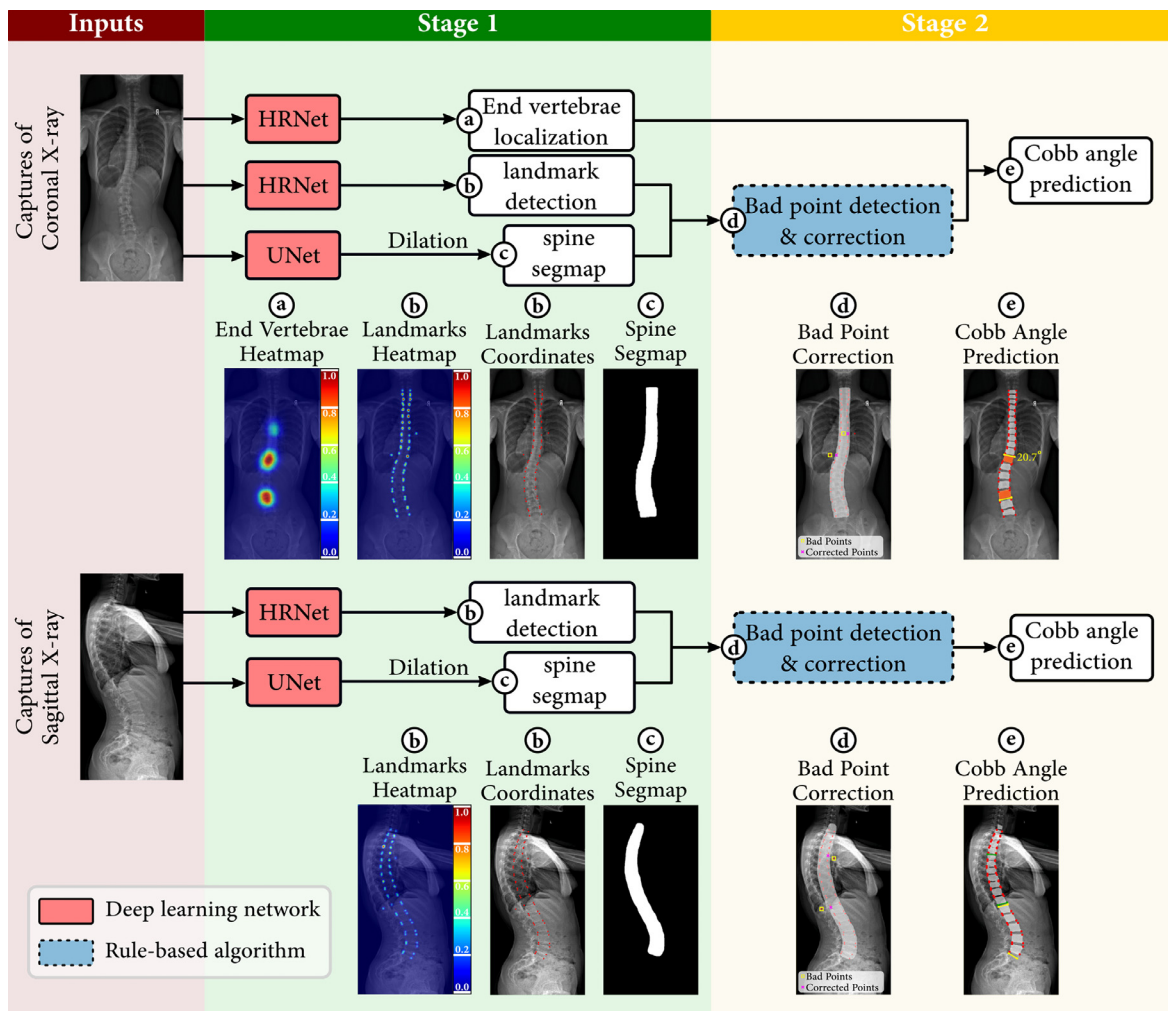 Inputs
Stage 1
Stage 2
Captures of
Coronal X-ray
HRNet
a
End vertebrae
localization
HRNet
b
landmark
detection
UNet
Dilation
c
spine
segmap
d
Bad point detection
& correction
e
Cobb angle
prediction
a
End Vertebrae
Heatmap
b
Landmarks
Heatmap
b
Landmarks
Coordinates
c
Spine
Segmap
d
Bad Point
Correction
e
Cobb Angle
Prediction
1.0
0.8
0.6
0.4
0.2
0.0
1.0
0.8
0.6
0.4
0.2
0.0
Bad Points
Corrected Points
20.7°
Captures of
Sagittal X-ray
HRNet
b
landmark
detection
UNet
Dilation
c
spine
segmap
d
Bad point detection
& correction
e
Cobb angle
prediction
b
Landmarks
Heatmap
b
Landmarks
Coordinates
c
Spine
Segmap
d
Bad Point
Correction
e
Cobb Angle
Prediction
1.0
0.8
0.6
0.4
0.2
0.0
Bad Points
Corrected Points
Deep learning network
Rule-based algorithm